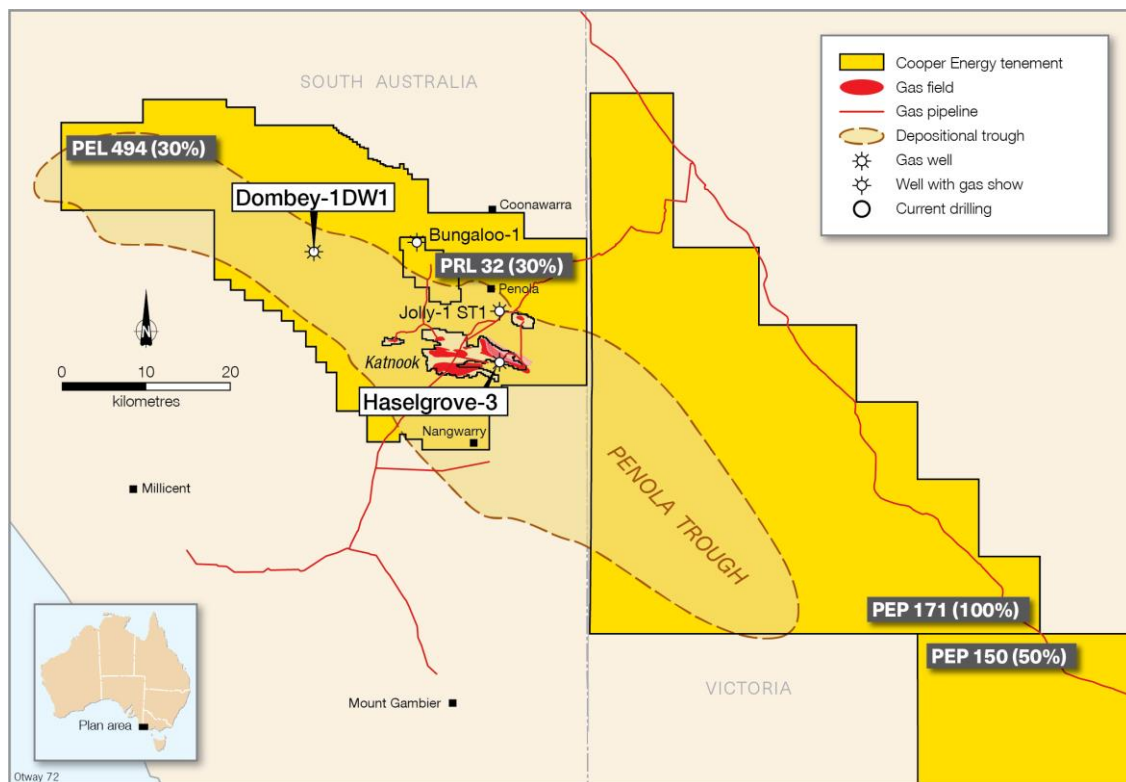 SOUTH AUSTRALIA
Cooper Energy tenement
Gas field
Gas pipeline
Depositional trough
Gas well
Well with gas show
Current drilling
PEL 494 (30%)
Dombey-1DW1
Coonawarra
Bungaloo-1
PRL 32 (30%)
Penola
Jolly-1 ST1
N
Katnook
0 10 20
kilometres
Haselgrove-3
Nangwarry
Millicent
PENOLA TROUGH
PEP 171 (100%)
PEP 150 (50%)
VICTORIA
Mount Gambier
Plan area
Otway 72